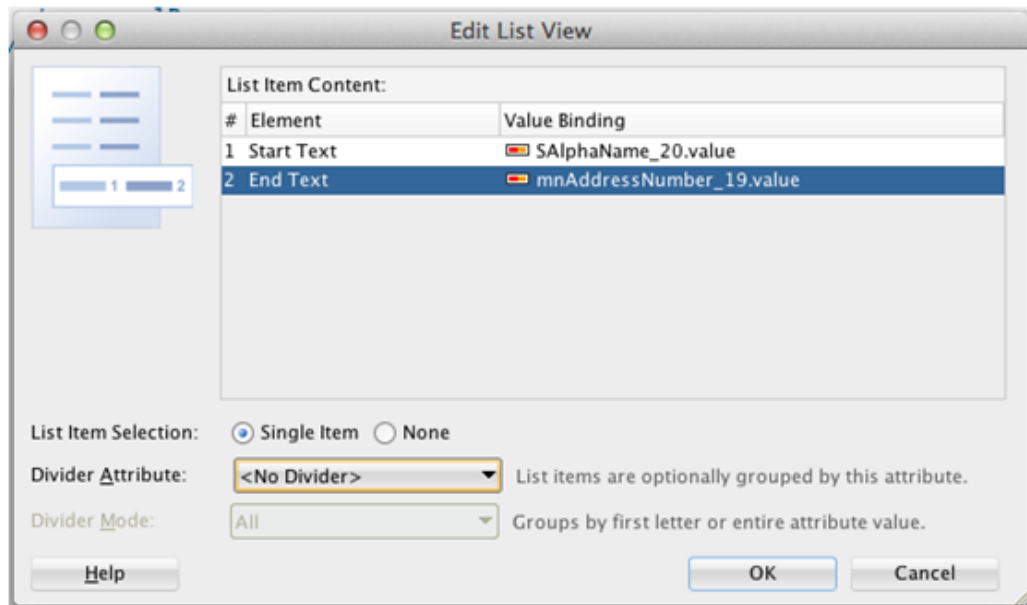 Edit List View
List Item Content:
# Element Value Binding
1 Start Text SAlphaName_20.value
2 End Text mnAddressNumber_19.value
1 2
List Item Selection: Single Item None
Divider Attribute: <No Divider> List items are optionally grouped by this attribute.
Divider Mode: All Groups by first letter or entire attribute value.
Help OK Cancel